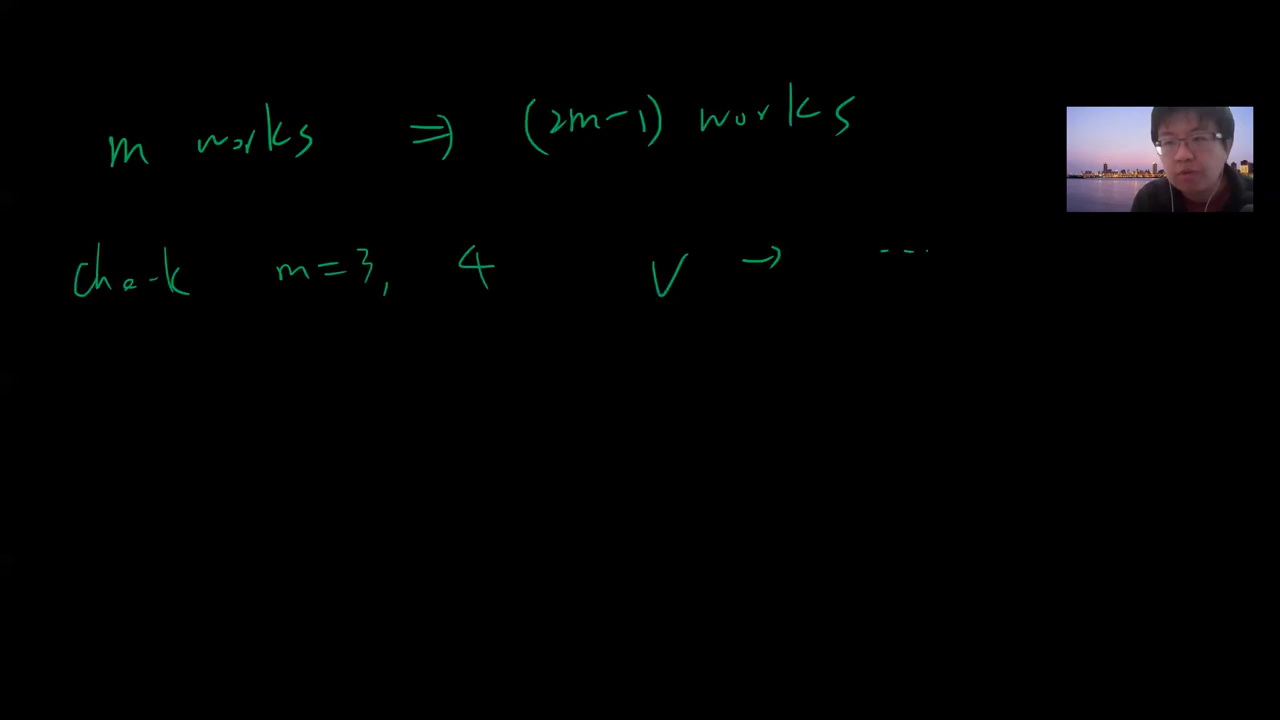 m works ⇒ (2m-1) works
check m=3, 4 V → ...